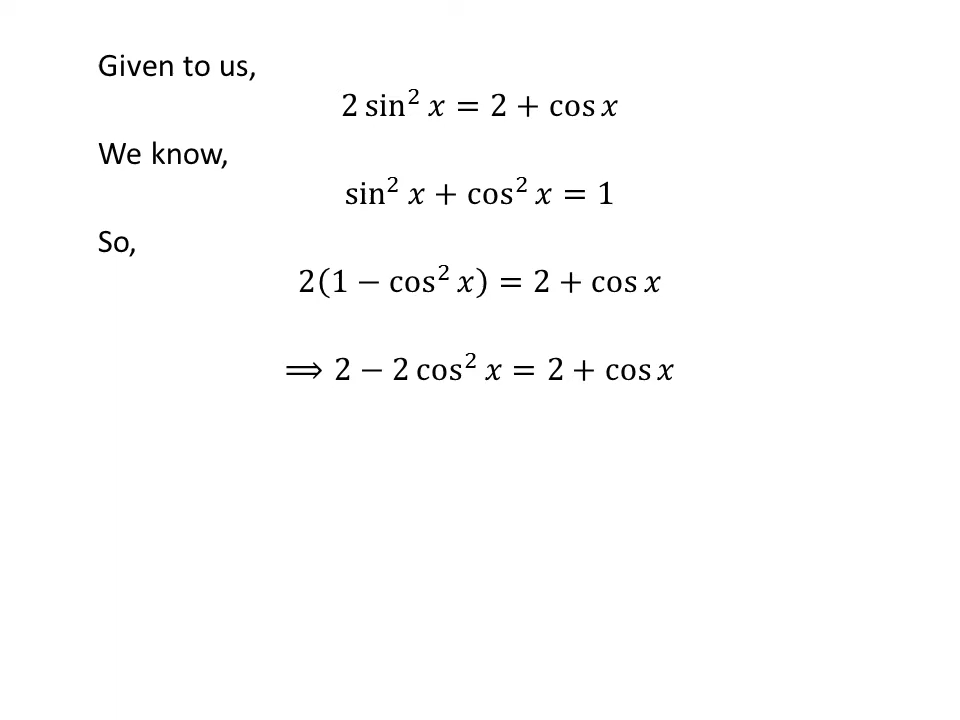 Given to us,
2 sin² 𝑥 = 2 + cos 𝑥
We know,
sin² 𝑥 + cos² 𝑥 = 1
So,
2(1 − cos² 𝑥) = 2 + cos 𝑥
⟹ 2 − 2 cos² 𝑥 = 2 + cos 𝑥